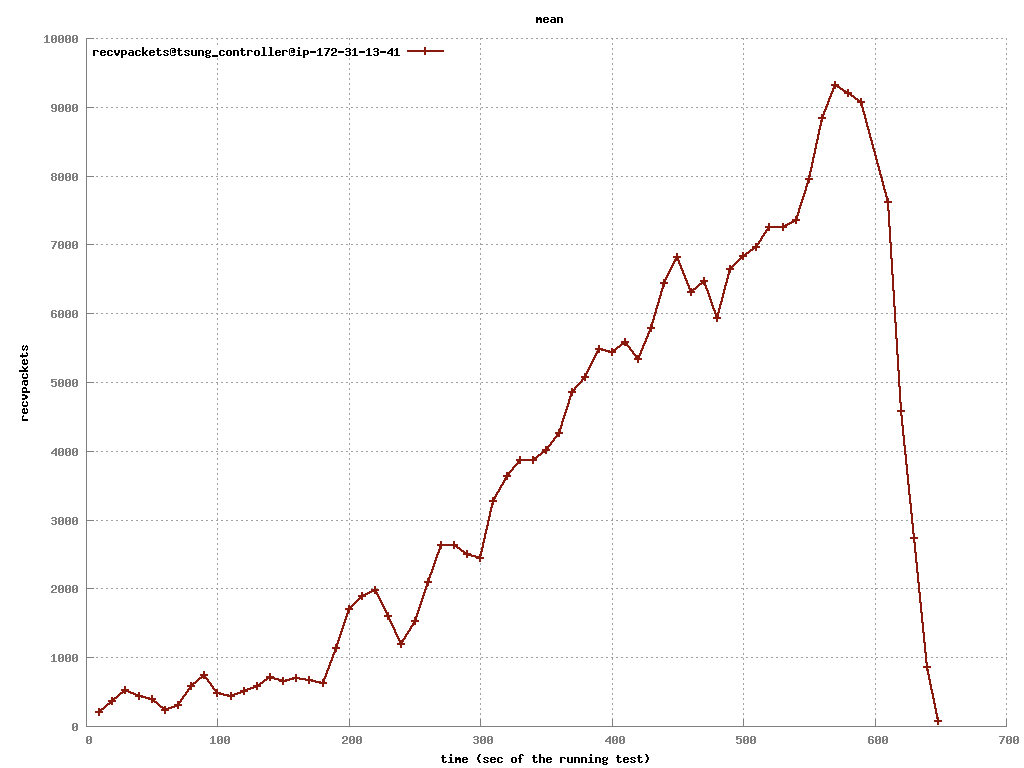 mean
recvpackets@tsung_controller@ip-172-31-13-41
10000
9000
8000
7000
6000
5000
4000
3000
2000
1000
0
recvpackets
0 100 200 300 400 500 600 700
time (sec of the running test)